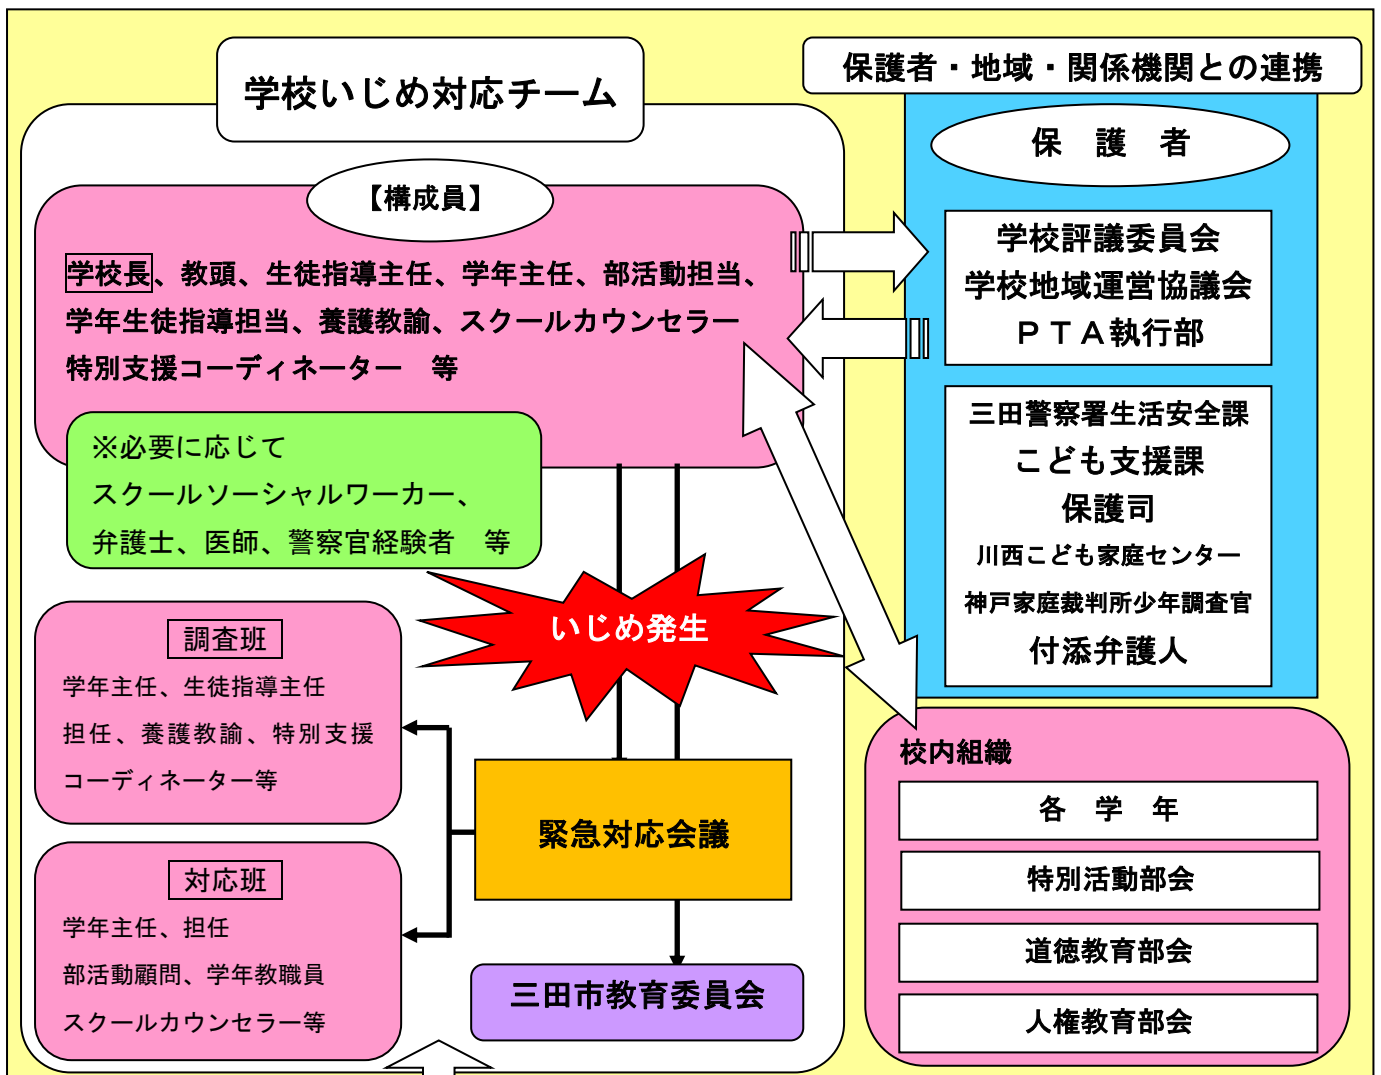 学校いじめ対応チーム
【構成員】
学校長、教頭、生徒指導主任、学年主任、部活動担当、
学年生徒指導担当、養護教諭、スクールカウンセラー
特別支援コーディネーター　等
※必要に応じて
スクールソーシャルワーカー、
弁護士、医師、警察官経験者　等
いじめ発生
調査班
学年主任、生徒指導主任
担任、養護教諭、特別支援
コーディネーター等
緊急対応会議
対応班
学年主任、担任
部活動顧問、学年教職員
スクールカウンセラー等
三田市教育委員会
保護者・地域・関係機関との連携
保　護　者
学校評議委員会
学校地域運営協議会
ＰＴＡ執行部
三田警察署生活安全課
こども支援課
保護司
川西こども家庭センター
神戸家庭裁判所少年調査官
付添弁護人
校内組織
各　学　年
特別活動部会
道徳教育部会
人権教育部会